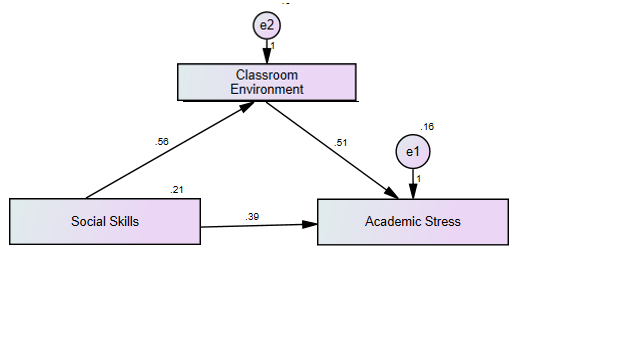 e2
1
Classroom
Environment
.56
.51
.16
e1
1
.21
Social Skills
.39
Academic Stress